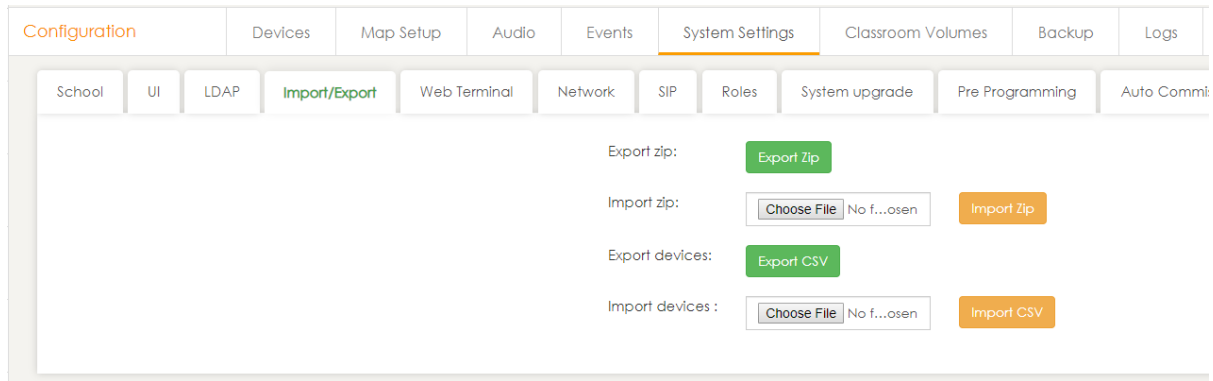 Configuration Devices Map Setup Audio Events System Settings Classroom Volumes Backup Logs
School UI LDAP Import/Export Web Terminal Network SIP Roles System upgrade Pre Programming Auto Commis
Export zip: Export Zip
Import zip: Choose File No f...osen Import Zip
Export devices: Export CSV
Import devices : Choose File No f...osen Import CSV